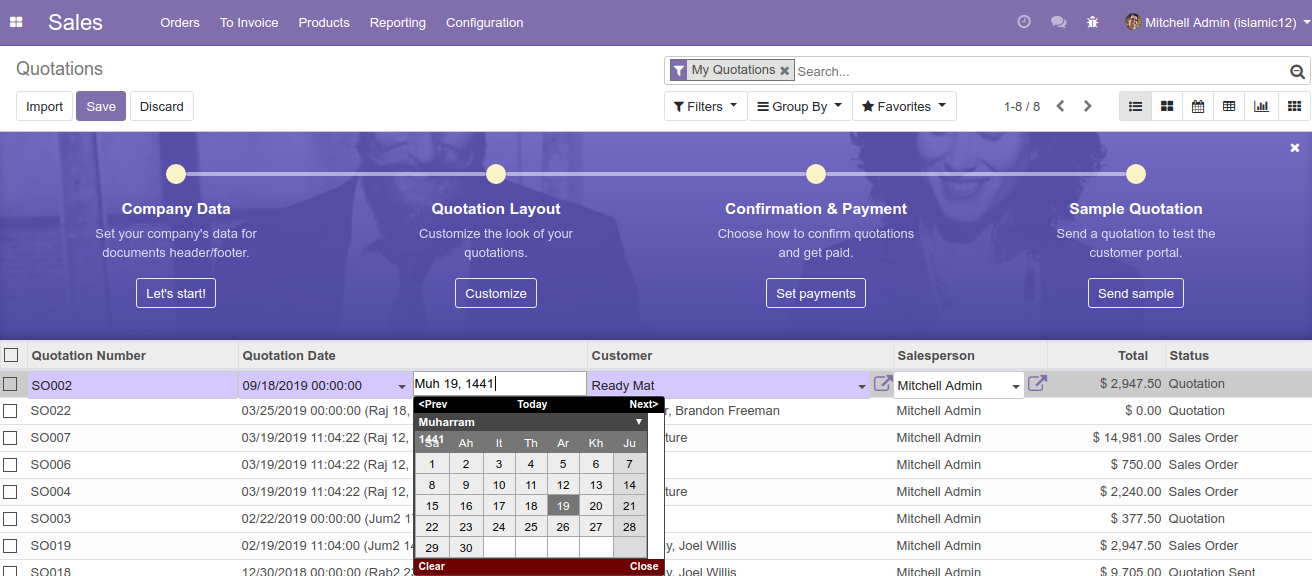 Sales Orders To Invoice Products Reporting Configuration Mitchell Admin (islamic12)
Quotations
My Quotations Search...
Import Save Discard
Filters Group By Favorites 1-8 / 8
Company Data Quotation Layout Confirmation & Payment Sample Quotation
Set your company's data for Customize the look of your Choose how to confirm quotations Send a quotation to test the
documents header/footer. quotations. and get paid. customer portal.
Let's start! Customize Set payments Send sample
Quotation Number Quotation Date Customer Salesperson Total Status
SO002 09/18/2019 00:00:00 Muh 19, 1441 Ready Mat Mitchell Admin $ 2,947.50 Quotation
SO022 03/25/2019 00:00:00 (Raj 18, r, Brandon Freeman Mitchell Admin $ 0.00 Quotation
SO007 03/19/2019 11:04:22 (Raj 12, ture Mitchell Admin $ 14,981.00 Sales Order
SO006 03/19/2019 11:04:22 (Raj 12, Mitchell Admin $ 750.00 Sales Order
SO004 03/19/2019 11:04:22 (Raj 12, ture Mitchell Admin $ 2,240.00 Sales Order
SO003 02/22/2019 00:00:00 (Jum2 17 Mitchell Admin $ 377.50 Quotation
SO019 02/19/2019 11:04:00 (Jum2 14 y, Joel Willis Mitchell Admin $ 2,947.50 Sales Order
SO018 12/30/2018 00:00:00 (Rab2 23 y, Joel Willis Mitchell Admin $ 9,705.00 Quotation Sent
<Prev Today Next>
Muharram
1441
Sa Ah It Th Ar Kh Ju
1 2 3 4 5 6 7
8 9 10 11 12 13 14
15 16 17 18 19 20 21
22 23 24 25 26 27 28
29 30
Clear Close